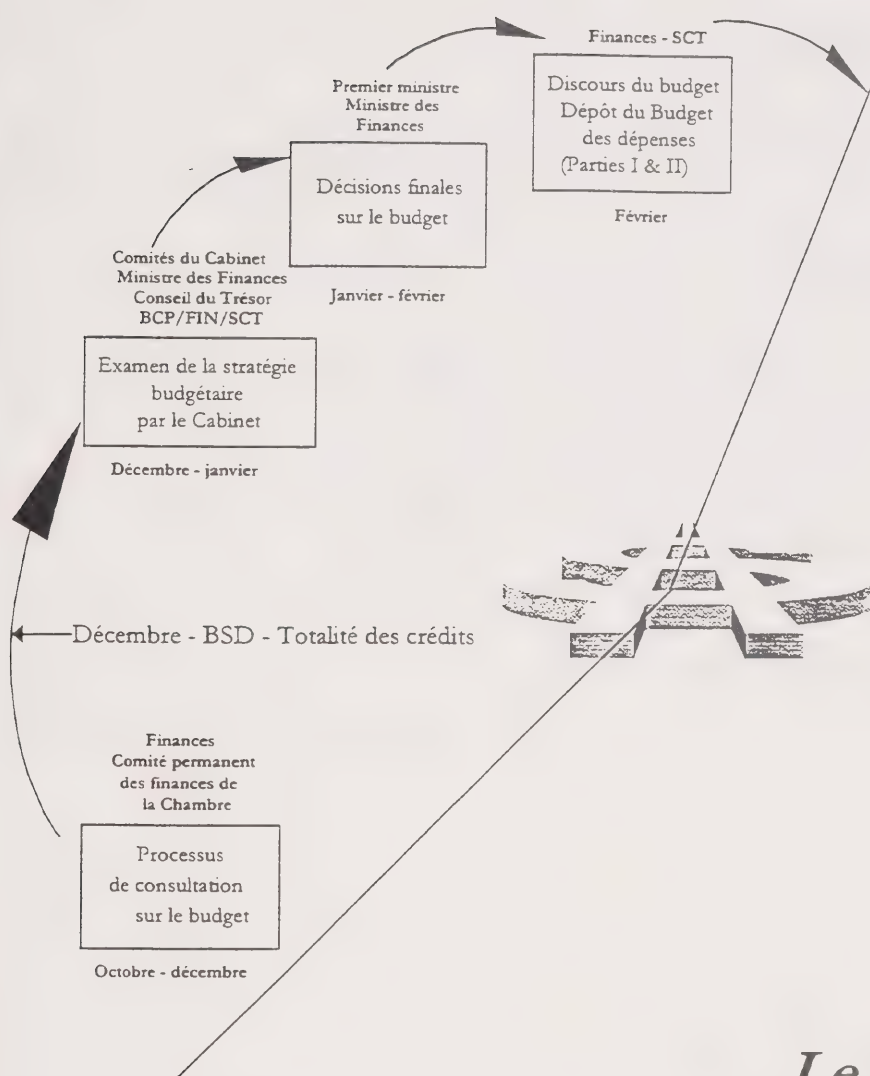 Finances - SCT
Discours du budget
Dépôt du Budget
des dépenses
(Parties I & II)
Février
Premier ministre
Ministre des
Finances
Décisions finales
sur le budget
Janvier - février
Comités du Cabinet
Ministre des Finances
Conseil du Trésor
BCP/FIN/SCT
Examen de la stratégie
budgétaire
par le Cabinet
Décembre - janvier
Décembre - BSD - Totalité des crédits
Finances
Comité permanent
des finances de
la Chambre
Processus
de consultation
sur le budget
Octobre - décembre
Le